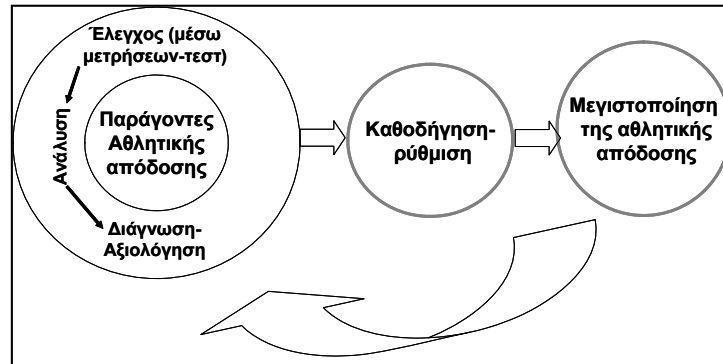 Έλεγχος (μέσω
μετρήσεων-τεστ)
Ανάλυση
Παράγοντες
Αθλητικής
απόδοσης
Διάγνωση-
Αξιολόγηση
Καθοδήγηση-
ρύθμιση
Μεγιστοποίηση
της αθλητικής
απόδοσης